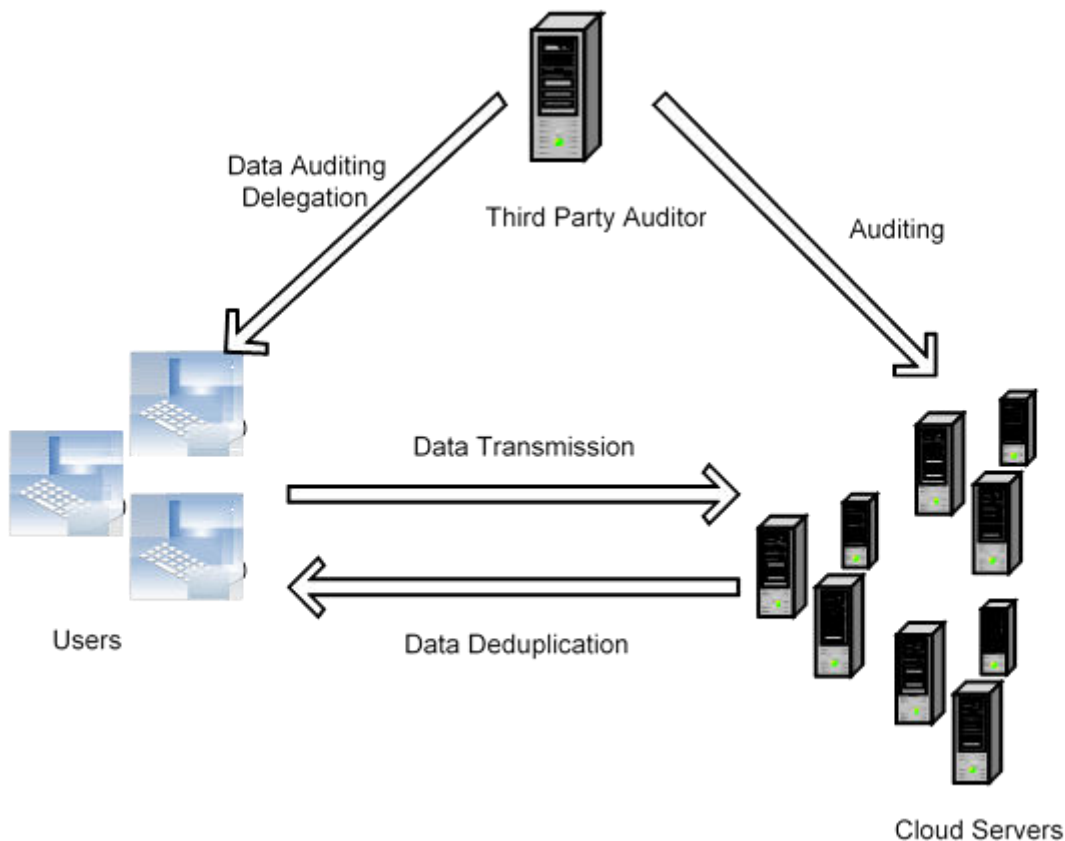 Data Auditing
Delegation
Third Party Auditor
Auditing
Data Transmission
Users
Data Deduplication
Cloud Servers